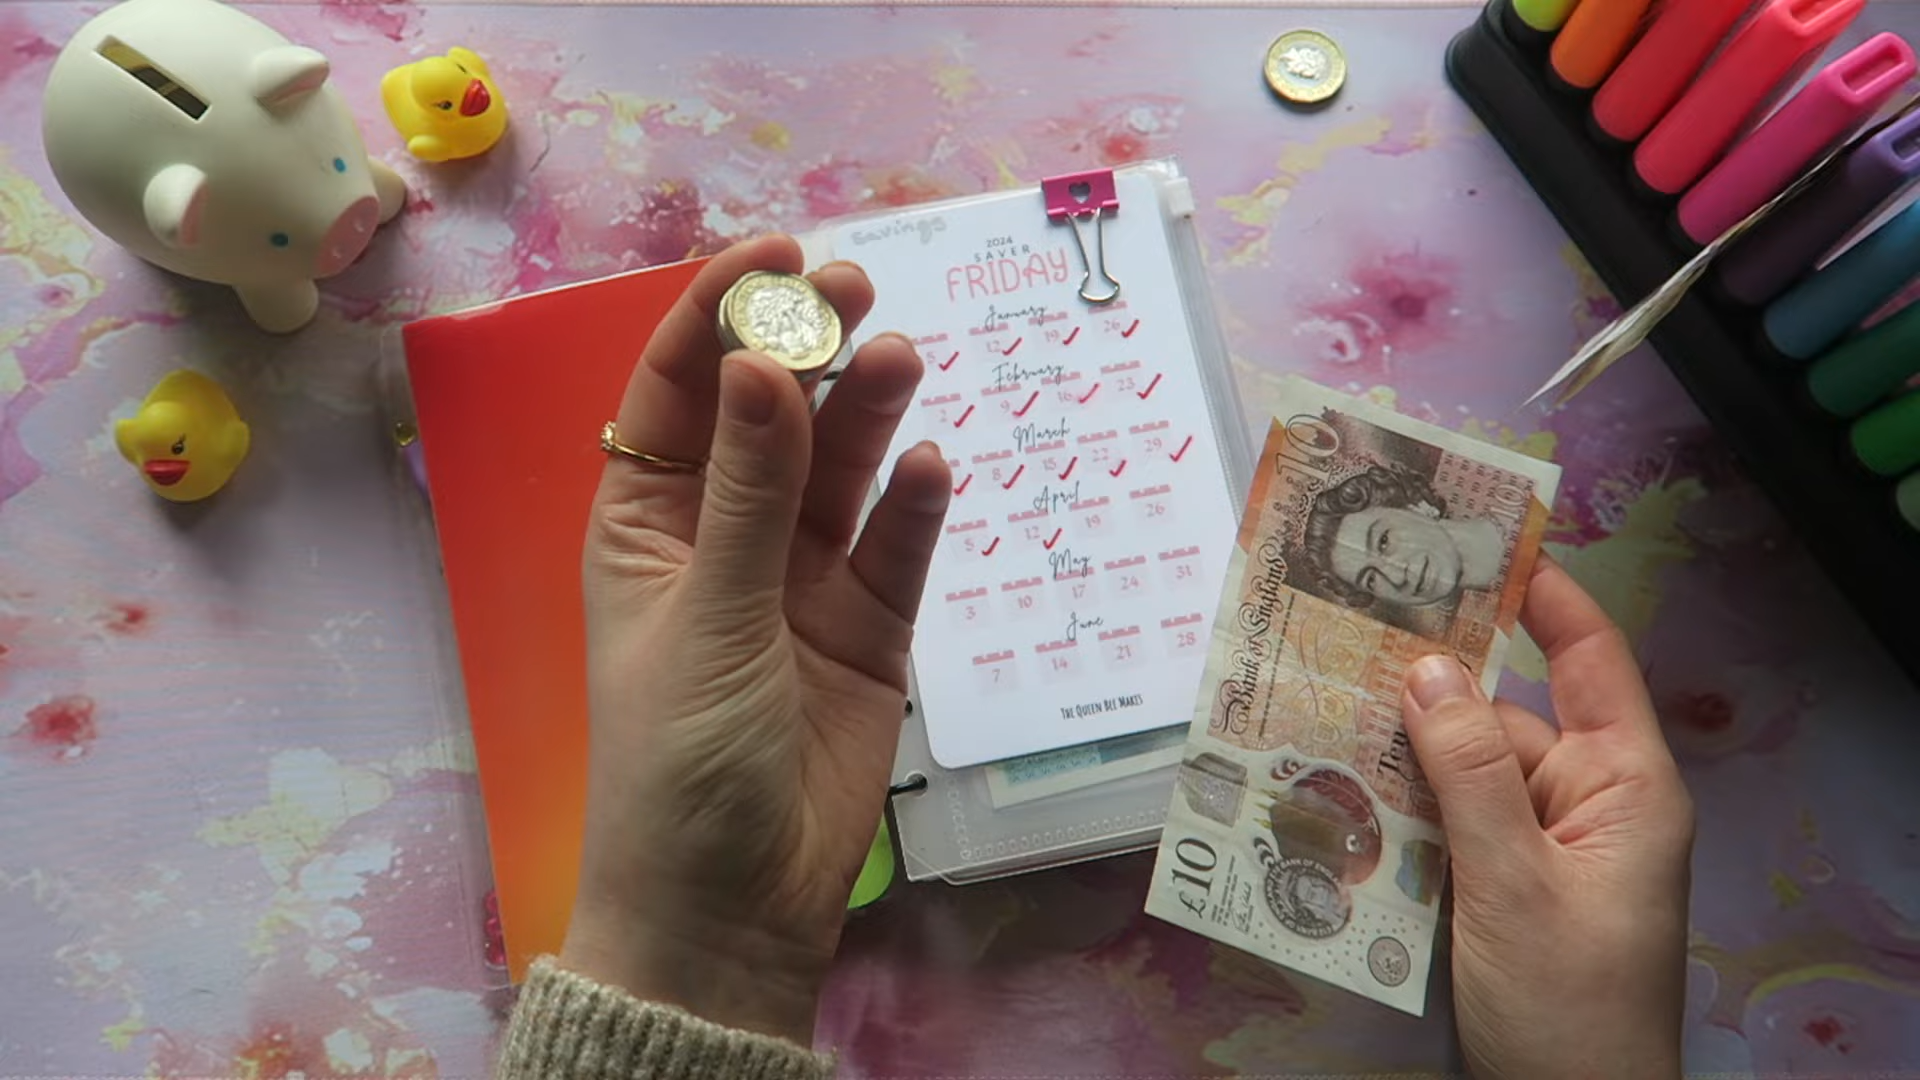 savings
2024
SAVER
FRIDAY
January
5 12 19 26
February
2 9 16 23
March
8 15 22 29
April
5 12 19 26
May
3 10 17 24 31
June
7 14 21 28
THE QUEEN BEE MAKES
10
Bank of England
Ten
£10